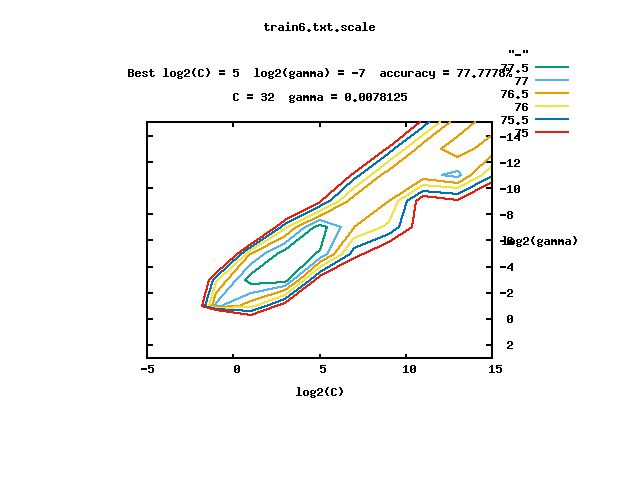 train6.txt.scale
"-"
Best log2(C) = 5  log2(gamma) = -7  accuracy = 77.7778%
77.5
77
C = 32  gamma = 0.0078125
76.5
76
75.5
75
-14
-12
-10
-8
-6
log2(gamma)
-4
-2
0
2
-5 0 5 10 15
log2(C)